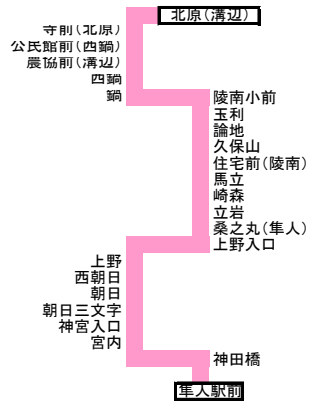 北原(溝辺)
寺前(北原)
公民館前(西鍋)
農協前(溝辺)
四鍋
鍋
陵南小前
玉利
論地
久保山
住宅前(陵南)
馬立
崎森
立岩
桑之丸(隼人)
上野入口
上野
西朝日
朝日
朝日三文字
神宮入口
宮内
神田橋
隼人駅前